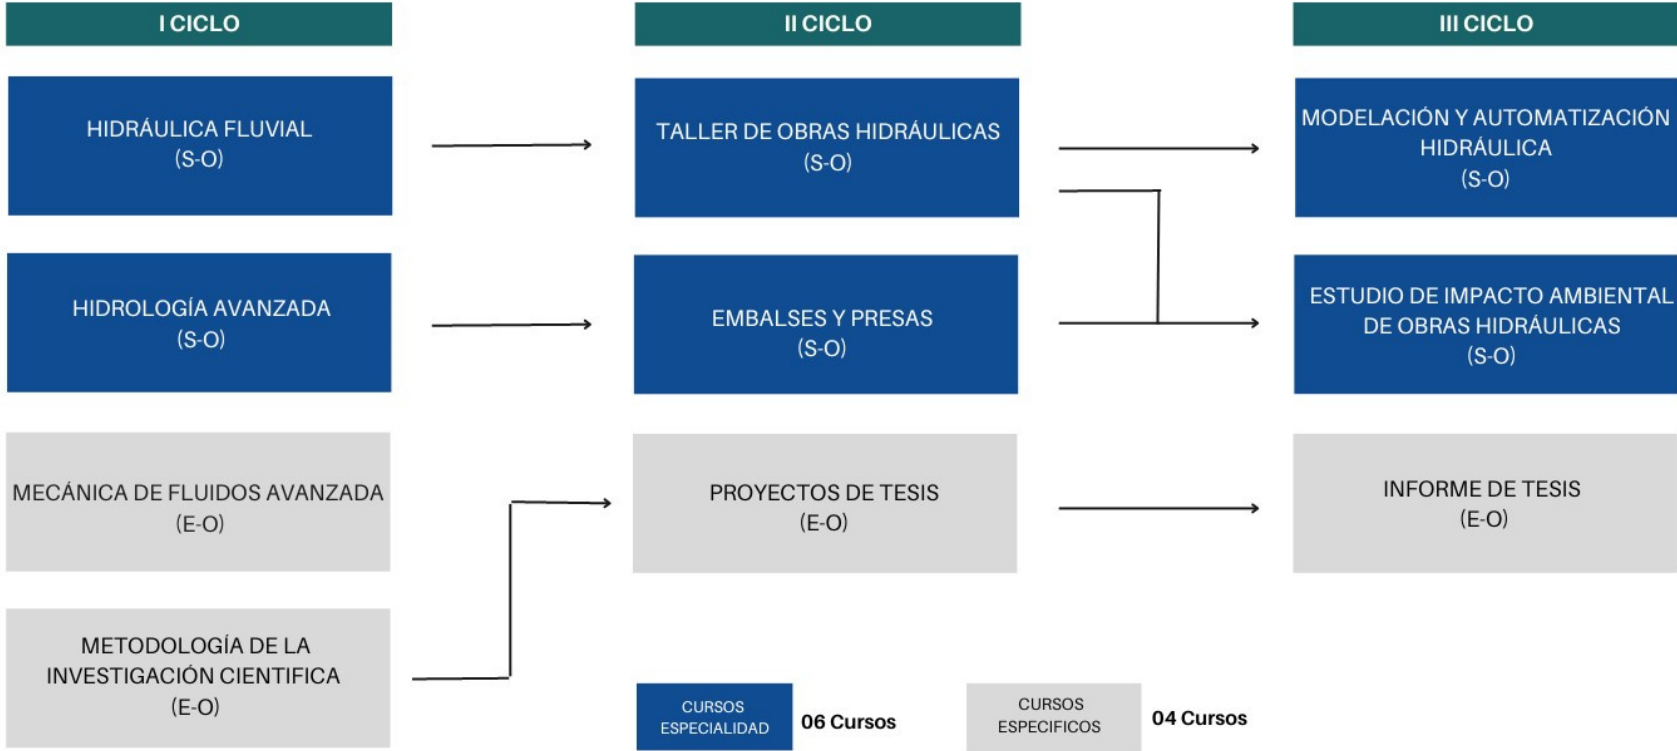 I CICLO
II CICLO
III CICLO
HIDRÁULICA FLUVIAL
(S-O)
TALLER DE OBRAS HIDRÁULICAS
(S-O)
MODELACIÓN Y AUTOMATIZACIÓN
HIDRÁULICA
(S-O)
HIDROLOGÍA AVANZADA
(S-O)
EMBALSES Y PRESAS
(S-O)
ESTUDIO DE IMPACTO AMBIENTAL
DE OBRAS HIDRÁULICAS
(S-O)
MECÁNICA DE FLUIDOS AVANZADA
(E-O)
PROYECTOS DE TESIS
(E-O)
INFORME DE TESIS
(E-O)
METODOLOGÍA DE LA
INVESTIGACIÓN CIENTIFICA
(E-O)
CURSOS
ESPECIALIDAD
06 Cursos
CURSOS
ESPECIFICOS
04 Cursos